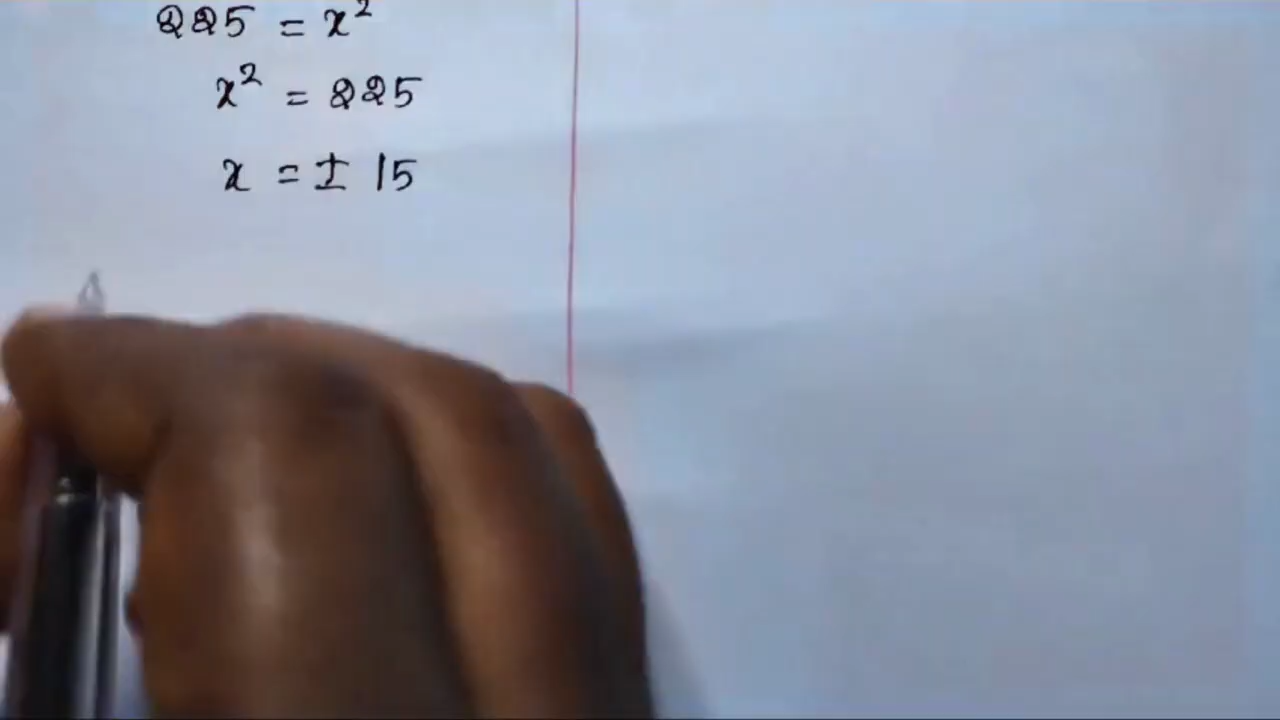 225 = x²
x² = 225
x = ± 15